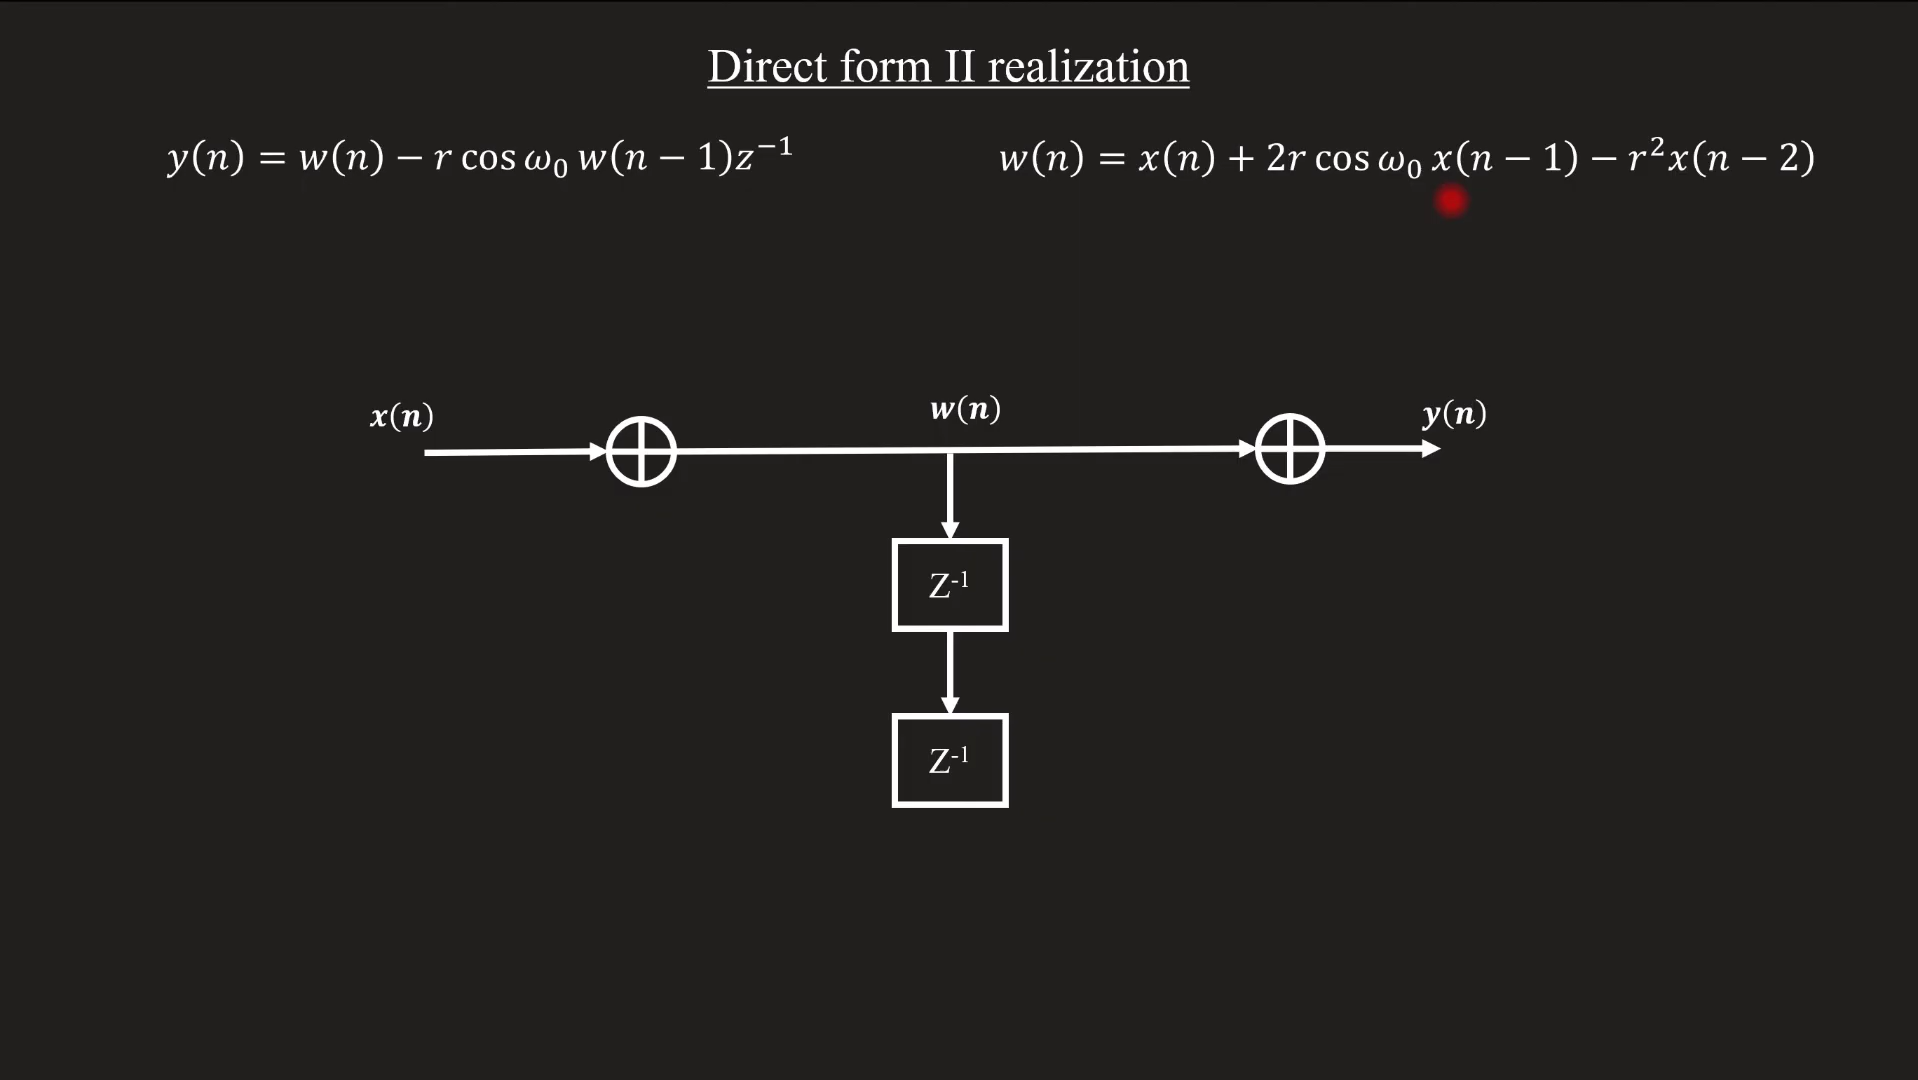 Direct form II realization
y(n) = w(n) − r cos ω₀ w(n − 1)z⁻¹
w(n) = x(n) + 2r cos ω₀ x(n − 1) − r²x(n − 2)
x(n)
w(n)
y(n)
Z⁻¹
Z⁻¹